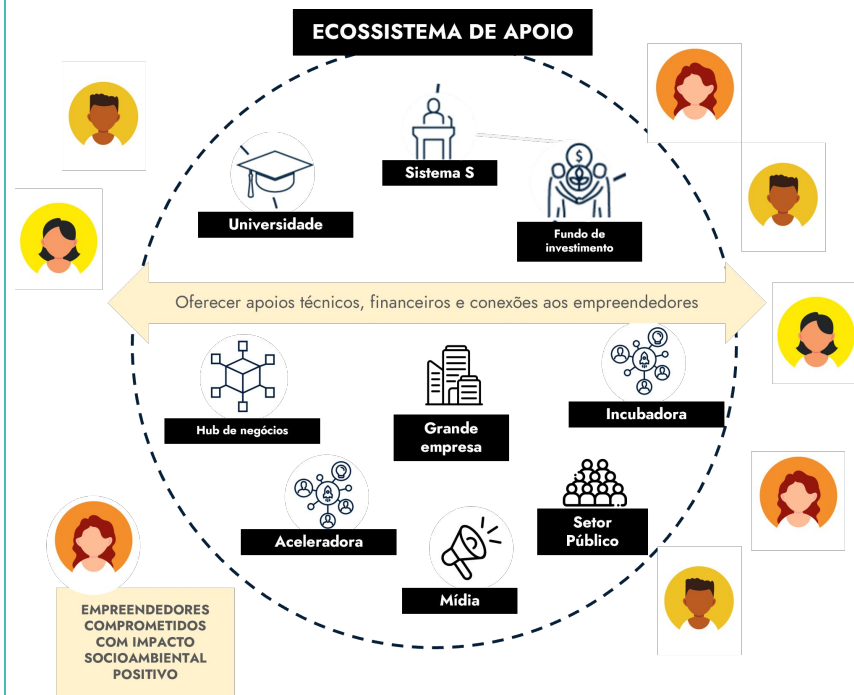 ECOSSISTEMA DE APOIO
Sistema S
Universidade
Fundo de
investimento
Oferecer apoios técnicos, financeiros e conexões aos empreendedores
Hub de negócios
Grande
empresa
Incubadora
Aceleradora
Setor
Público
Mídia
EMPREENDEDORES
COMPROMETIDOS
COM IMPACTO
SOCIOAMBIENTAL
POSITIVO